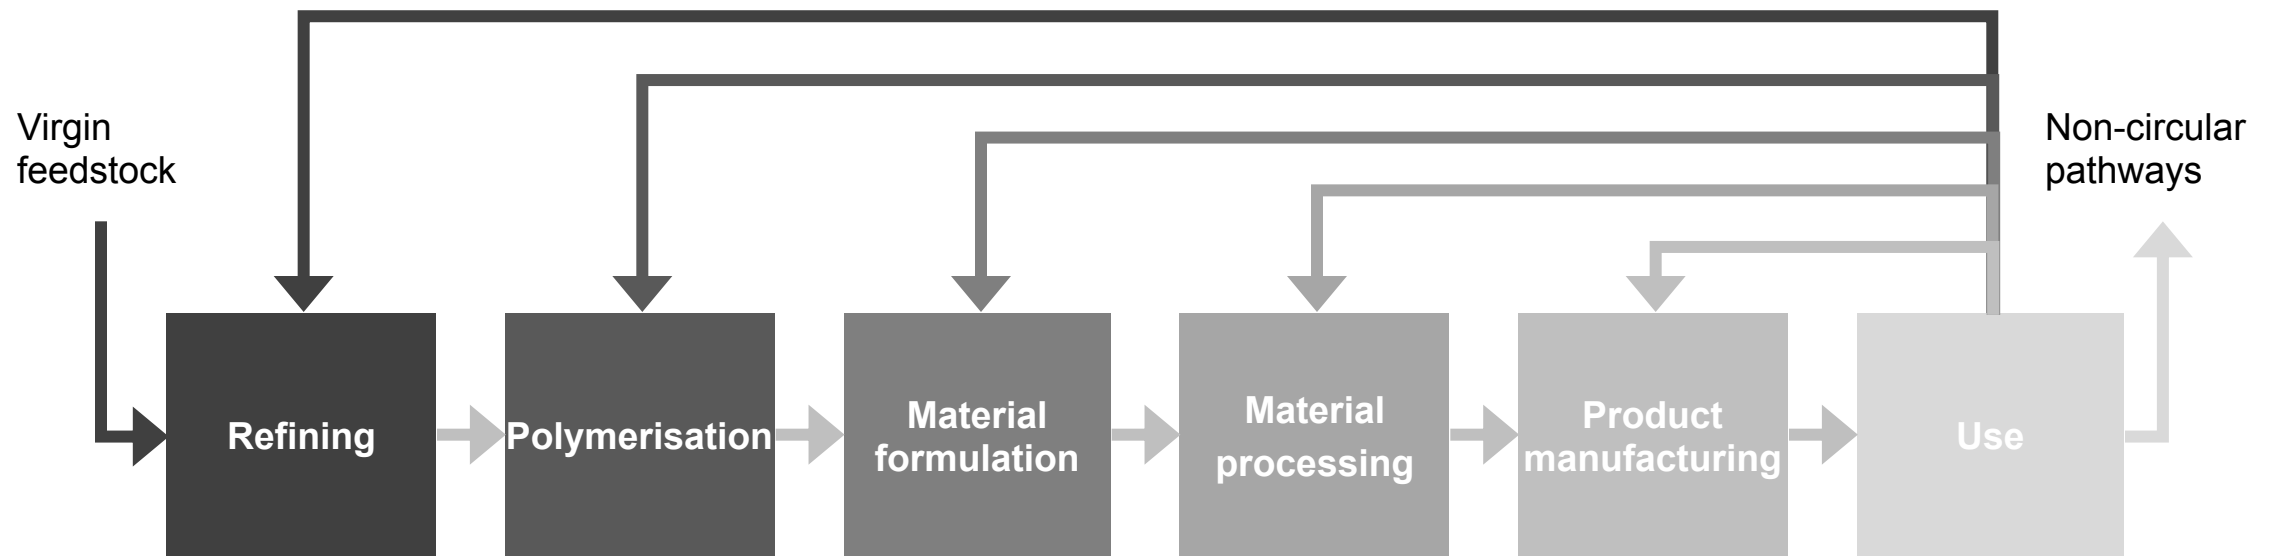 Virgin
feedstock
Non-circular
pathways
Refining
Polymerisation
Material
formulation
Material
processing
Product
manufacturing
Use